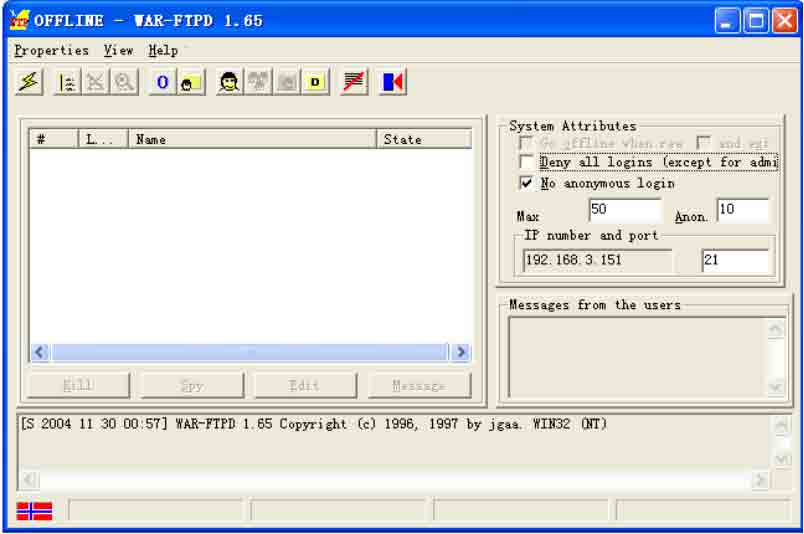 OFFLINE - WAR-FTPD 1.65
Properties View Help
# L... Name State
System Attributes
Go offline when rea and exi
Deny all logins (except for admi
No anonymous login
Max 50 Anon. 10
IP number and port
192.168.3.151 21
Messages from the users
Kill Spy Edit Message
[S 2004 11 30 00:57] WAR-FTPD 1.65 Copyright (c) 1996, 1997 by jgaa. WIN32 (NT)